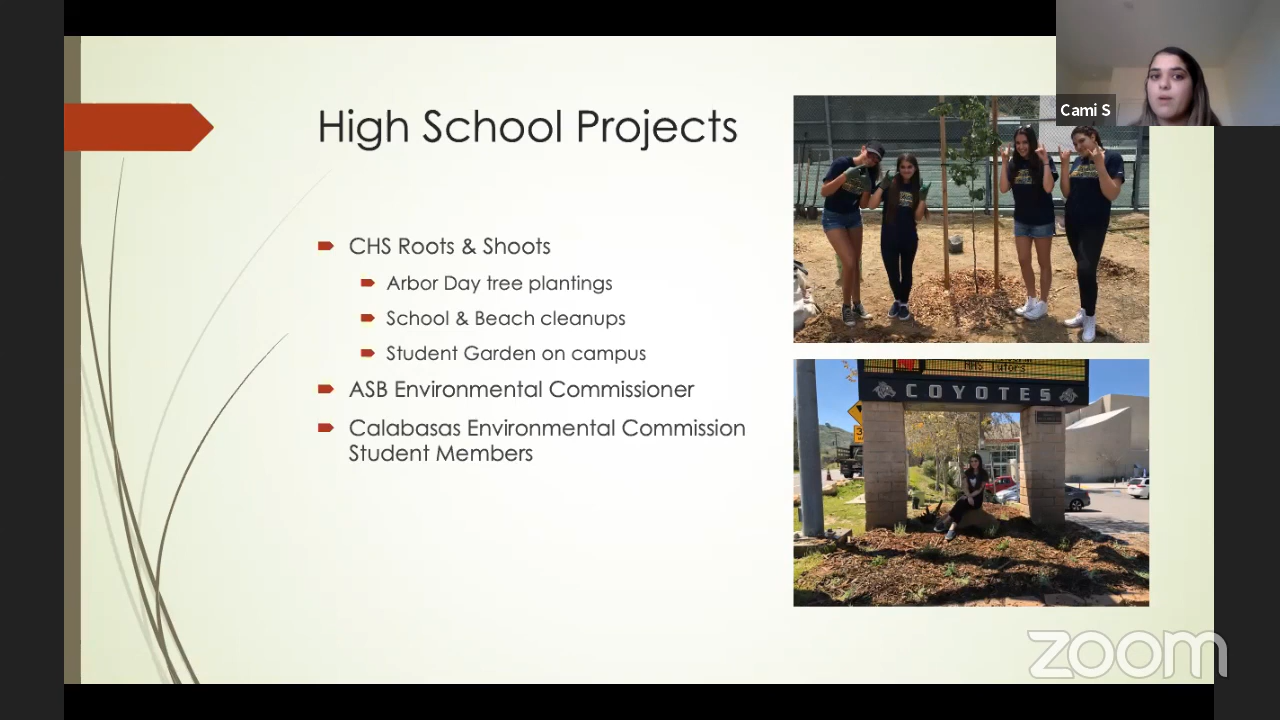 High School Projects
CHS Roots & Shoots
Arbor Day tree plantings
School & Beach cleanups
Student Garden on campus
ASB Environmental Commissioner
Calabasas Environmental Commission
Student Members
Cami S
Tutors
COYOTES
zoom